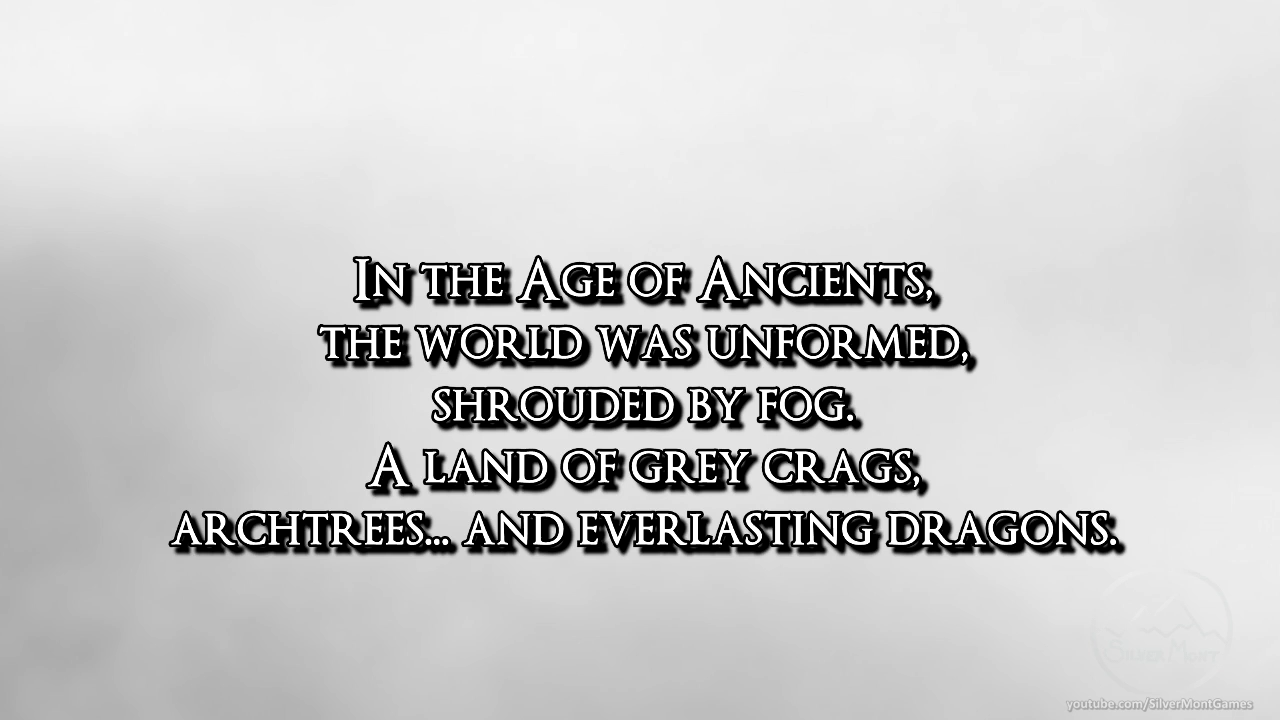 In the Age of Ancients,
the world was unformed,
shrouded by fog.
A land of grey crags,
archtrees... and everlasting dragons.
SilverMont
youtube.com/SilverMontGames